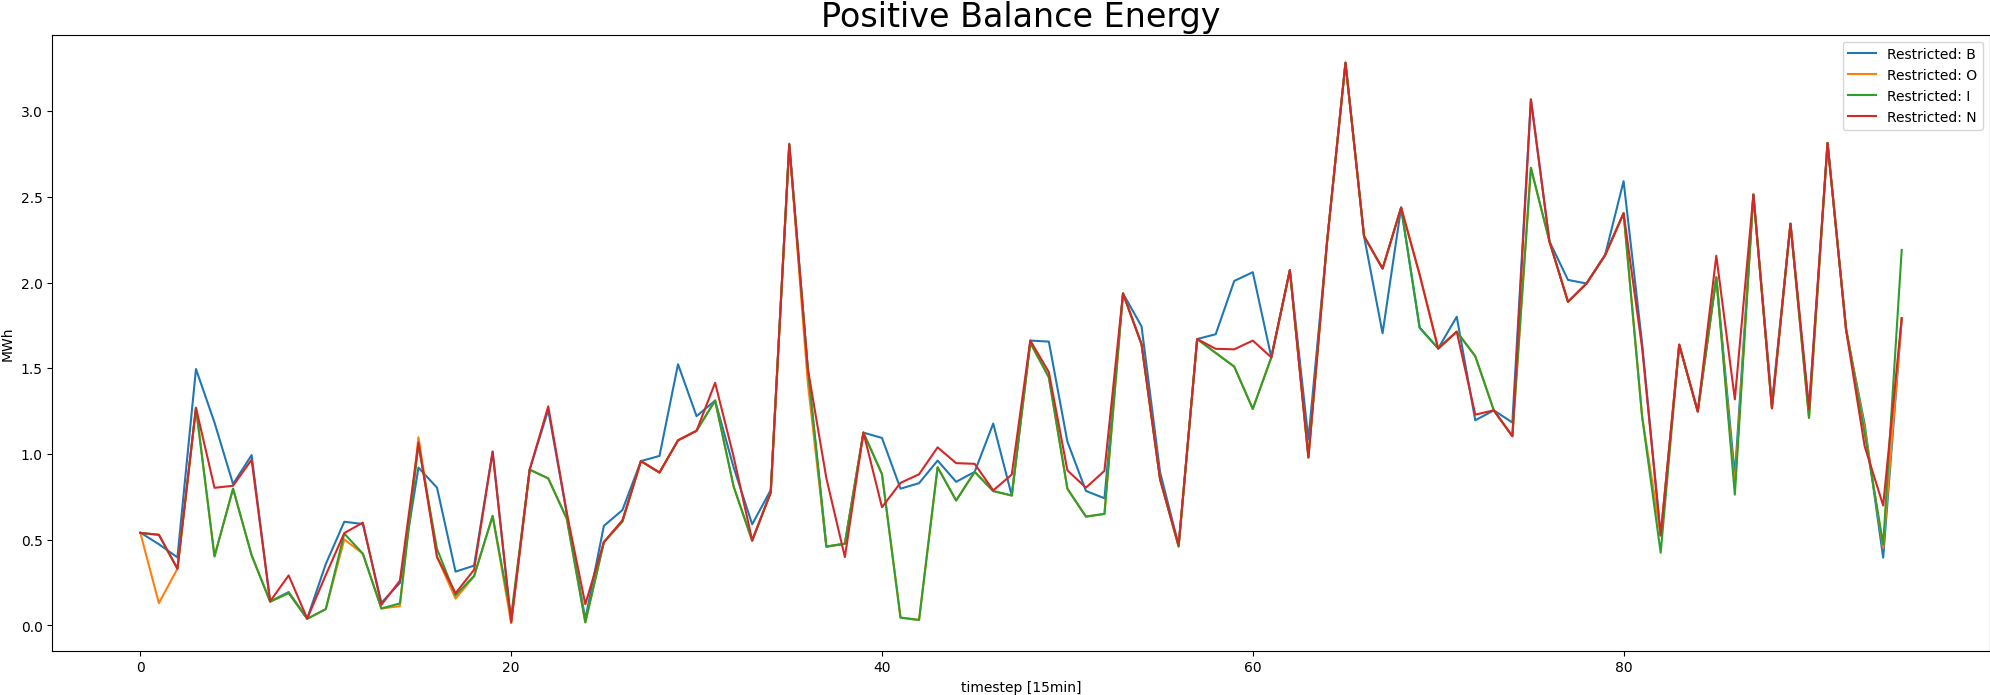 Positive Balance Energy
Restricted: B
Restricted: O
Restricted: I
Restricted: N
3.0
2.5
2.0
1.5
1.0
0.5
0.0
MWh
0 20 40 60 80
timestep [15min]